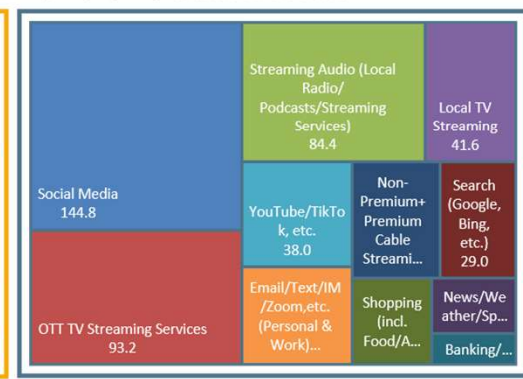 Social Media
144.8
OTT TV Streaming Services
93.2
Streaming Audio (Local
Radio/
Podcasts/Streaming
Services)
84.4
Local TV
Streaming
41.6
YouTube/TikTo
k, etc.
38.0
Non-
Premium+
Premium
Cable
Streami...
Search
(Google,
Bing,
etc.)
29.0
Email/Text/IM
/Zoom,etc.
(Personal &
Work)...
Shopping
(incl.
Food/A...
News/We
ather/Sp...
Banking/...